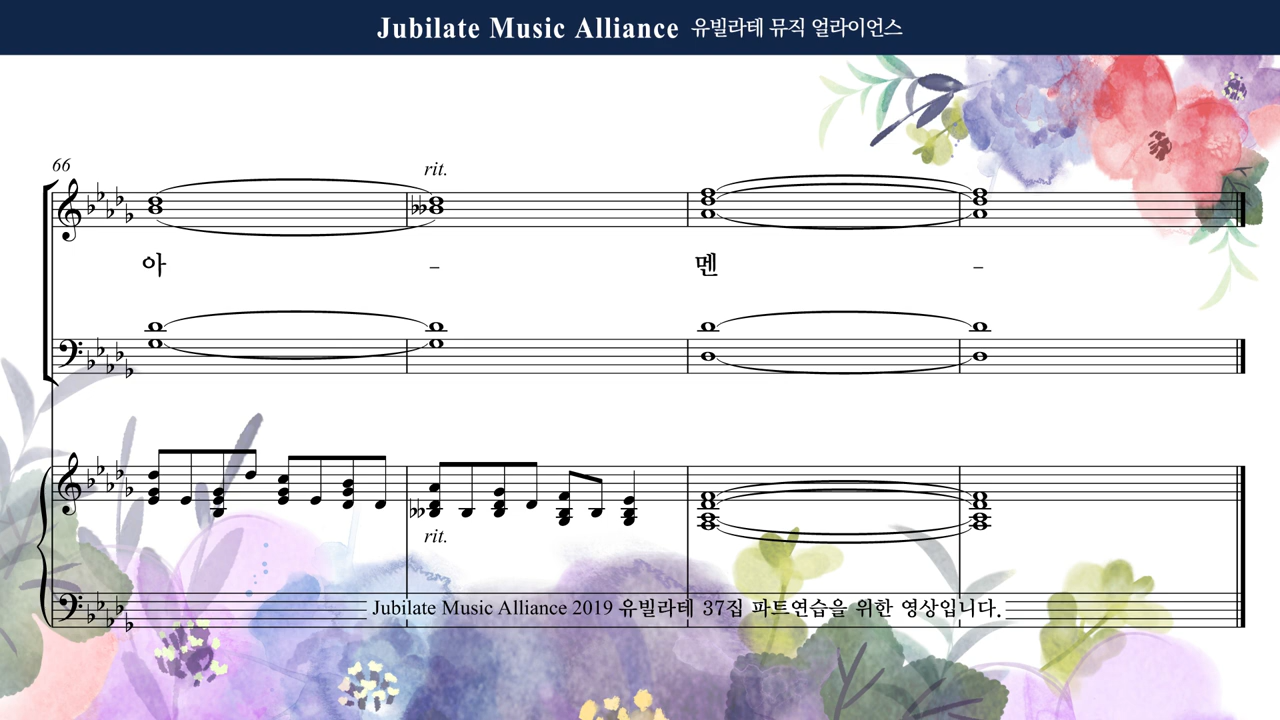 Jubilate Music Alliance 유빌라테 뮤직 얼라이언스
66
rit.
아 - 멘 -
rit.
Jubilate Music Alliance 2019 유빌라테 37집 파트연습을 위한 영상입니다.